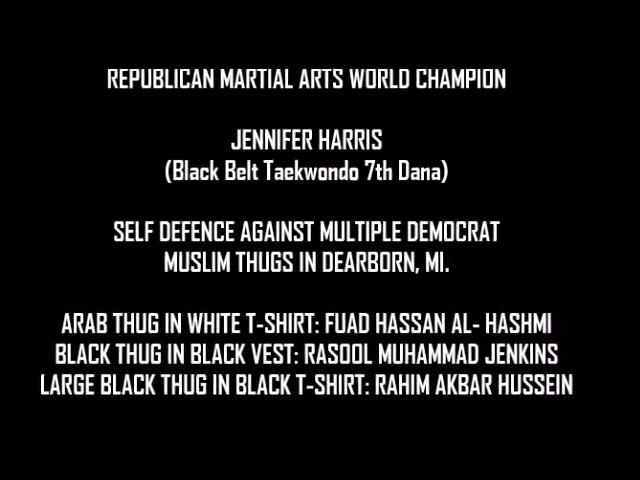 REPUBLICAN MARTIAL ARTS WORLD CHAMPION
JENNIFER HARRIS
(Black Belt Taekwondo 7th Dana)
SELF DEFENCE AGAINST MULTIPLE DEMOCRAT
MUSLIM THUGS IN DEARBORN, MI.
ARAB THUG IN WHITE T-SHIRT: FUAD HASSAN AL- HASHMI
BLACK THUG IN BLACK VEST: RASOOL MUHAMMAD JENKINS
LARGE BLACK THUG IN BLACK T-SHIRT: RAHIM AKBAR HUSSEIN